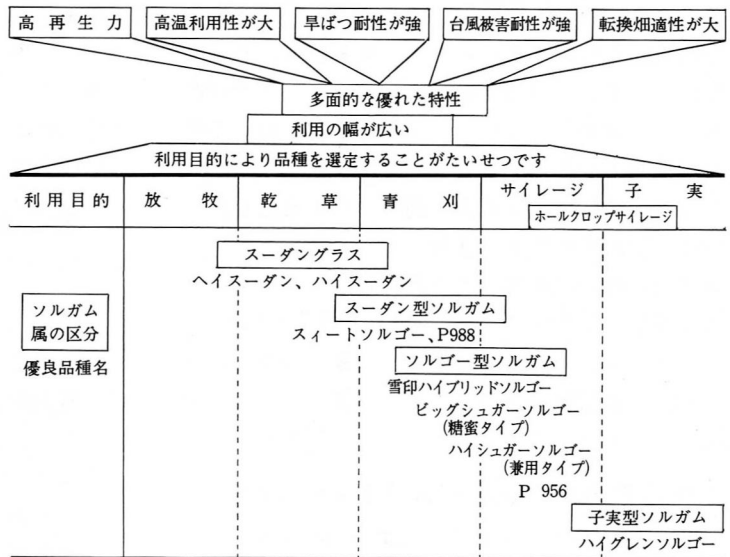 高再生力 高温利用性が大 旱ばつ耐性が強 台風被害耐性が強 転換畑適性が大
多面的な優れた特性
利用の幅が広い
利用目的により品種を選定することがたいせつです
利用目的 放牧 乾草 青刈 サイレージ 子実
ホールクロップサイレージ
スーダングラス
ヘイスーダン、ハイスーダン
ソルガム
属の区分
優良品種名
スーダン型ソルガム
スィートソルゴー、P988
ソルゴー型ソルガム
雪印ハイブリッドソルゴー
ビッグシュガーソルゴー
(糖蜜タイプ)
ハイシュガーソルゴー
(兼用タイプ)
P 956
子実型ソルガム
ハイグレンソルゴー